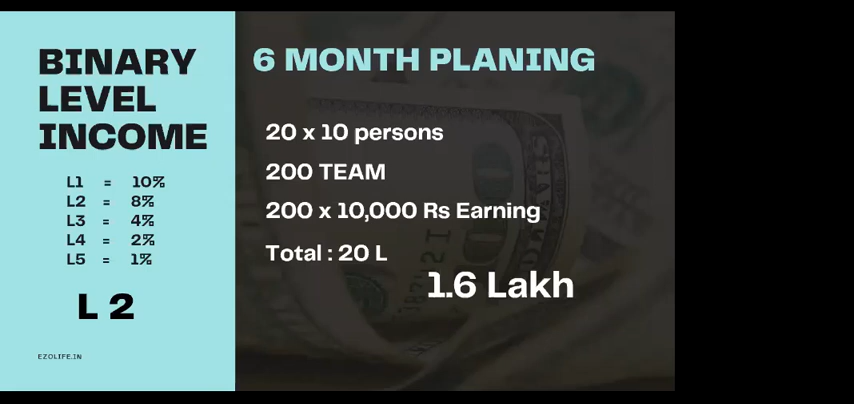 BINARY
LEVEL
INCOME
L1 = 10%
L2 = 8%
L3 = 4%
L4 = 2%
L5 = 1%
L 2
EZOLIFE.IN
6 MONTH PLANING
20 x 10 persons
200 TEAM
200 x 10,000 Rs Earning
Total : 20 L
1.6 Lakh